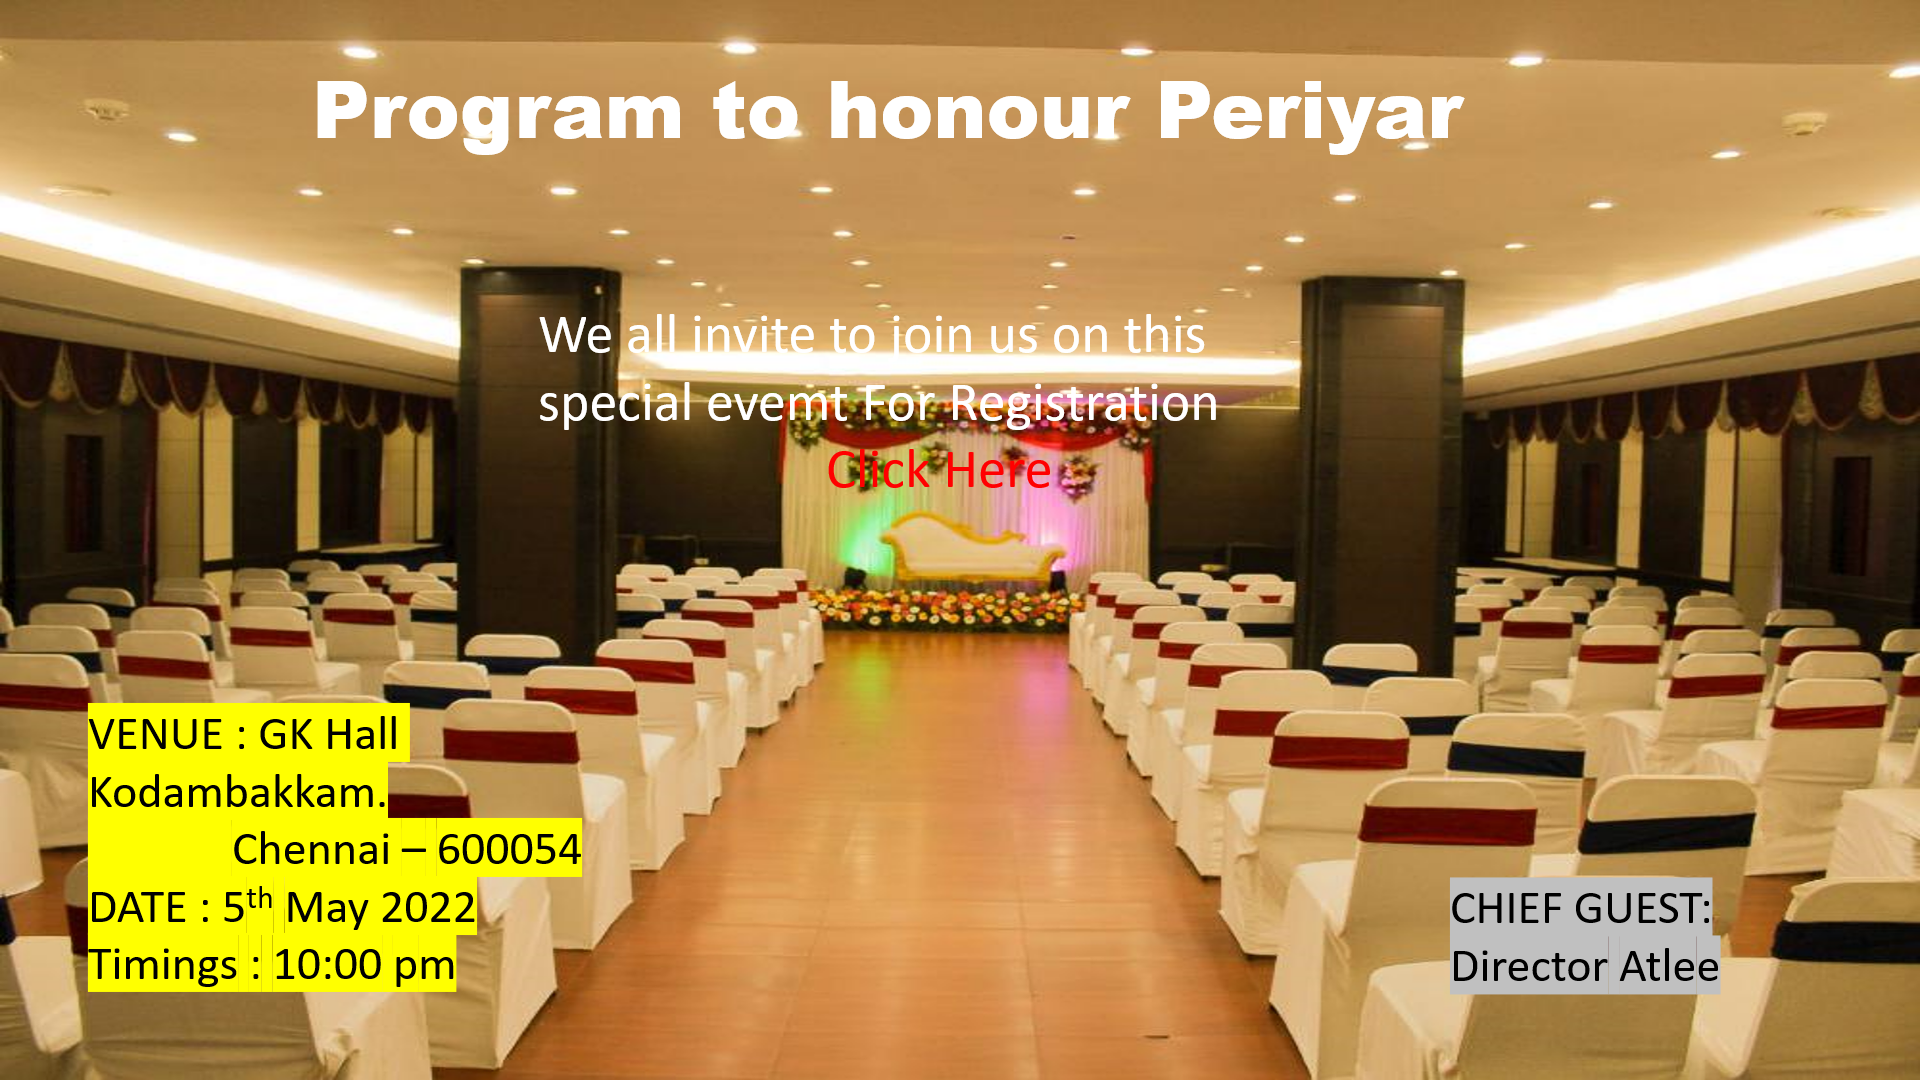 Program to honour Periyar
We all invite to join us on this
special evemt For Registration
Click Here
VENUE : GK Hall
Kodambakkam.
Chennai – 600054
DATE : 5th May 2022
Timings : 10:00 pm
CHIEF GUEST:
Director Atlee